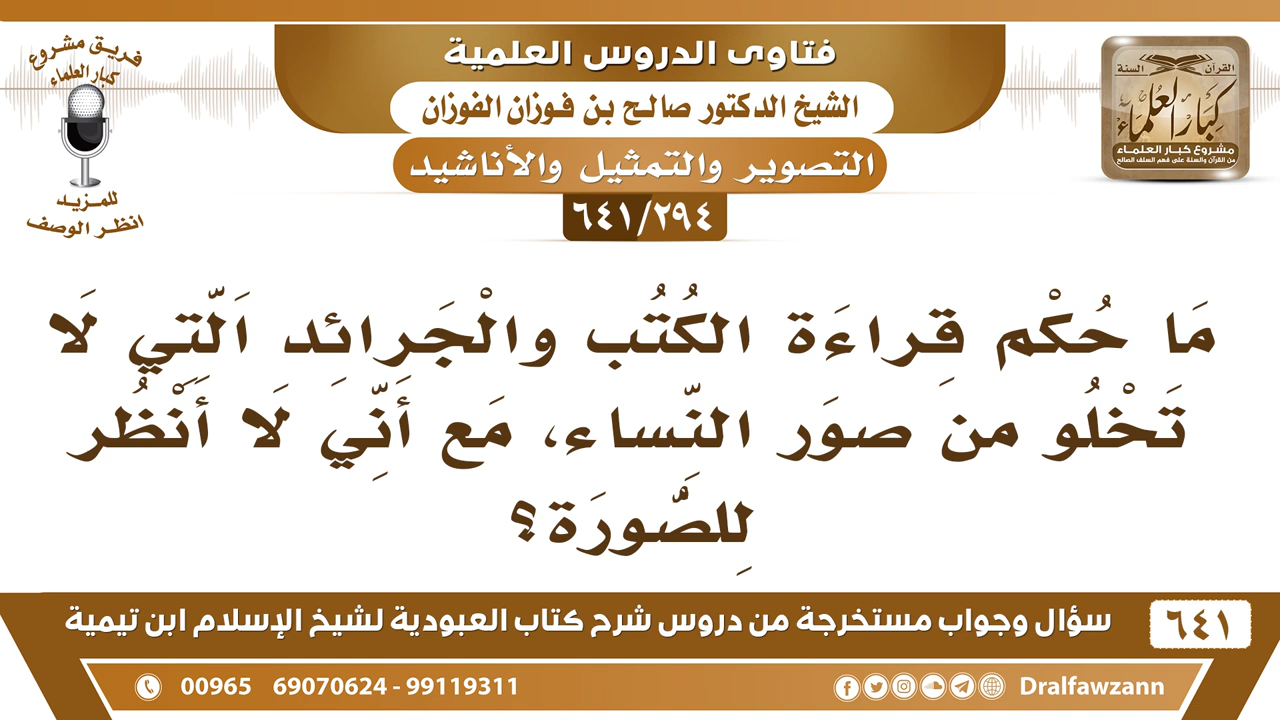 فتاوى الدروس العلمية
الشيخ الدكتور صالح بن فوزان الفوزان
التصوير والتمثيل والأناشيد
٦٤١/٢٩٤
فريق مشروع
كبار العلماء
للمزيد
انظر الوصف
القرآن السنة
كبار العلماء
مشروع كبار العلماء
من القرآن والسنة على فهم السلف الصالح
مَا حُكْم قِراءَة الكُتُب والْجَرائد اَلّتي لَا
تَخْلُو من صوَر النّساء، مَع أَنّي لَا أَنْظُر
لِلصُّورَة؟
سؤال وجواب مستخرجة من دروس شرح كتاب العبودية لشيخ الإسلام ابن تيمية
٦٤١
00965 69070624 - 99119311
Dralfawzann